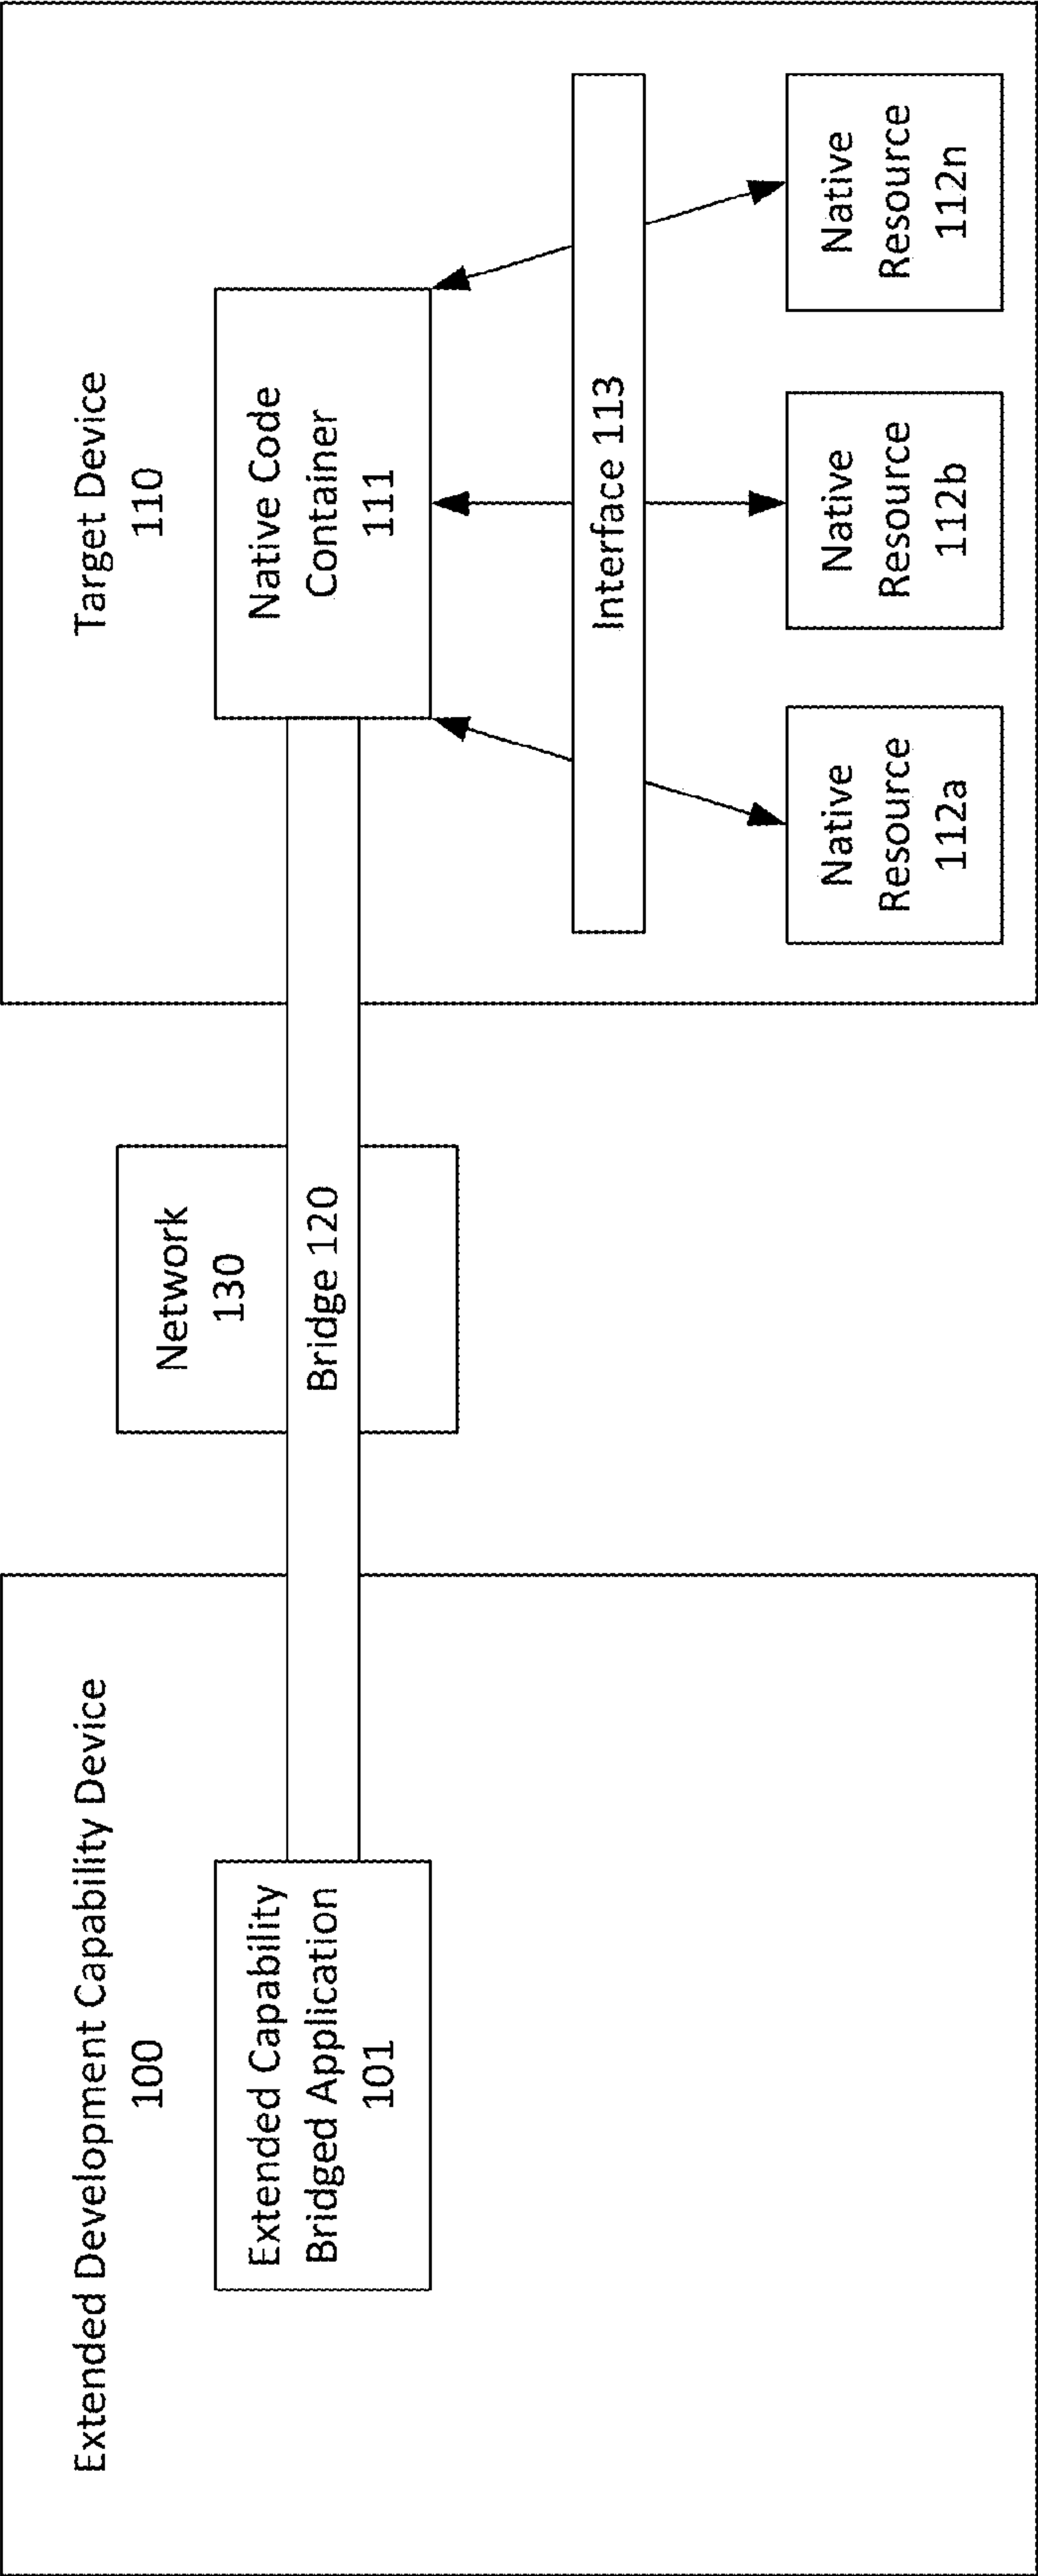 Extended Development Capability Device
100
Extended Capability
Bridged Application
101
Network
130
Bridge 120
Target Device
110
Native Code
Container
111
Interface 113
Native
Resource
112a
Native
Resource
112b
Native
Resource
112n